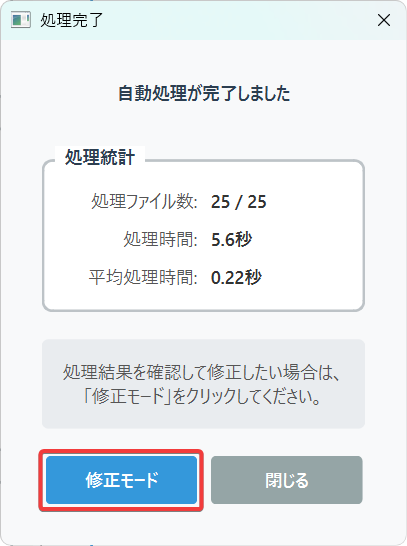 処理完了
自動処理が完了しました
処理統計
処理ファイル数: 25 / 25
処理時間: 5.6秒
平均処理時間: 0.22秒
処理結果を確認して修正したい場合は、
「修正モード」をクリックしてください。
修正モード 閉じる